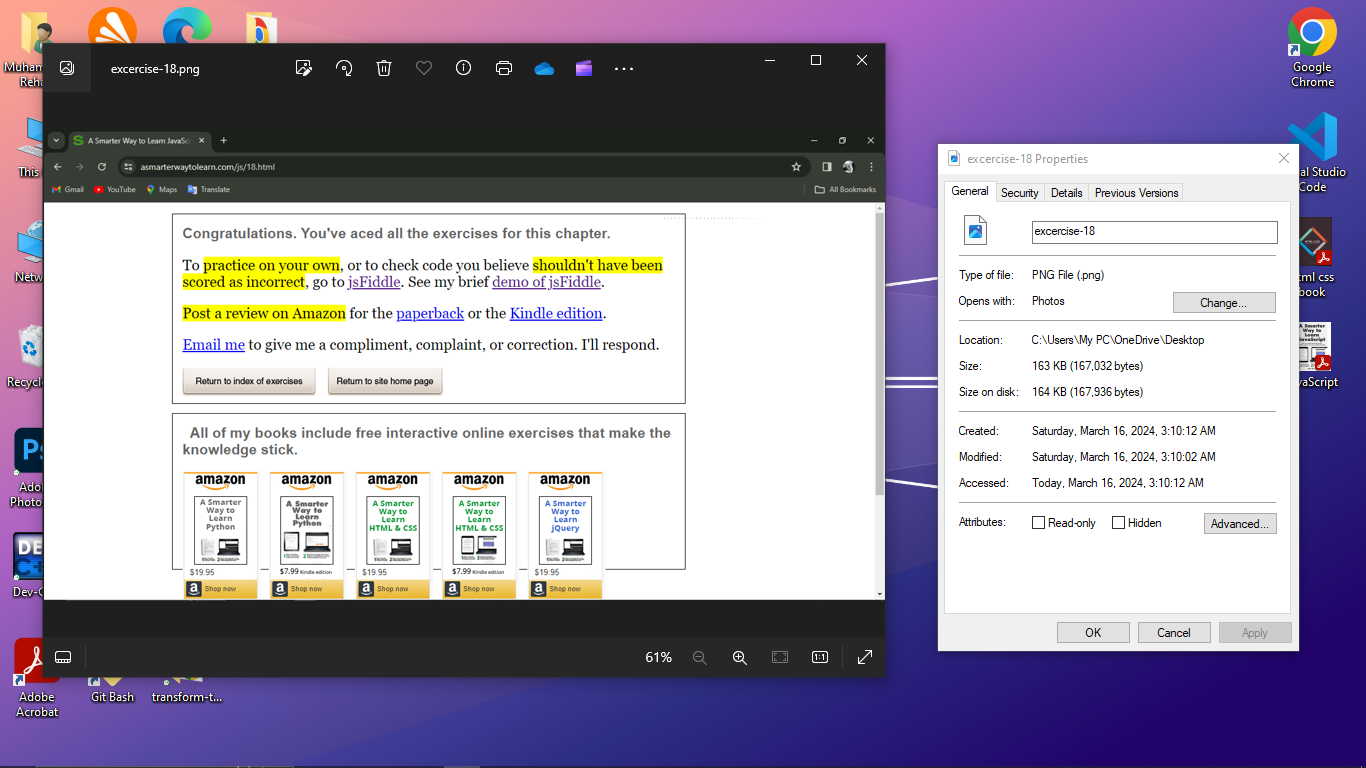 Muham
Reha
This
Netw
Recycle
Ado
Photo
Dev-C
Adobe
Acrobat
Git Bash
transform-t...
excercise-18.png
A Smarter Way to Learn JavaSc
asmarterwaytolearn.com/js/18.html
Gmail
YouTube
Maps
Translate
All Bookmarks
Congratulations. You've aced all the exercises for this chapter.
To practice on your own, or to check code you believe shouldn't have been
scored as incorrect, go to jsFiddle. See my brief demo of jsFiddle.
Post a review on Amazon for the paperback or the Kindle edition.
Email me to give me a compliment, complaint, or correction. I'll respond.
Return to index of exercises
Return to site home page
All of my books include free interactive online exercises that make the
knowledge stick.
amazon
A Smarter
Way to
Learn
Python
$19.95
Shop now
amazon
A Smarter
Way to Learn
Python
$7.99 Kindle edition
Shop now
amazon
A Smarter
Way to
Learn
HTML & CSS
$19.95
Shop now
amazon
A Smarter
Way to
Learn
HTML & CSS
$7.99 Kindle edition
Shop now
amazon
A Smarter
Way to
Learn
jQuery
$19.95
Shop now
61%
1:1
excercise-18 Properties
General
Security
Details
Previous Versions
excercise-18
Type of file: PNG File (.png)
Opens with: Photos
Change...
Location: C:\Users\My PC\OneDrive\Desktop
Size: 163 KB (167,032 bytes)
Size on disk: 164 KB (167,936 bytes)
Created: Saturday, March 16, 2024, 3:10:12 AM
Modified: Saturday, March 16, 2024, 3:10:02 AM
Accessed: Today, March 16, 2024, 3:10:12 AM
Attributes: Read-only Hidden
Advanced...
OK
Cancel
Apply
Google
Chrome
al Studio
Code
ml css
book
vaScript